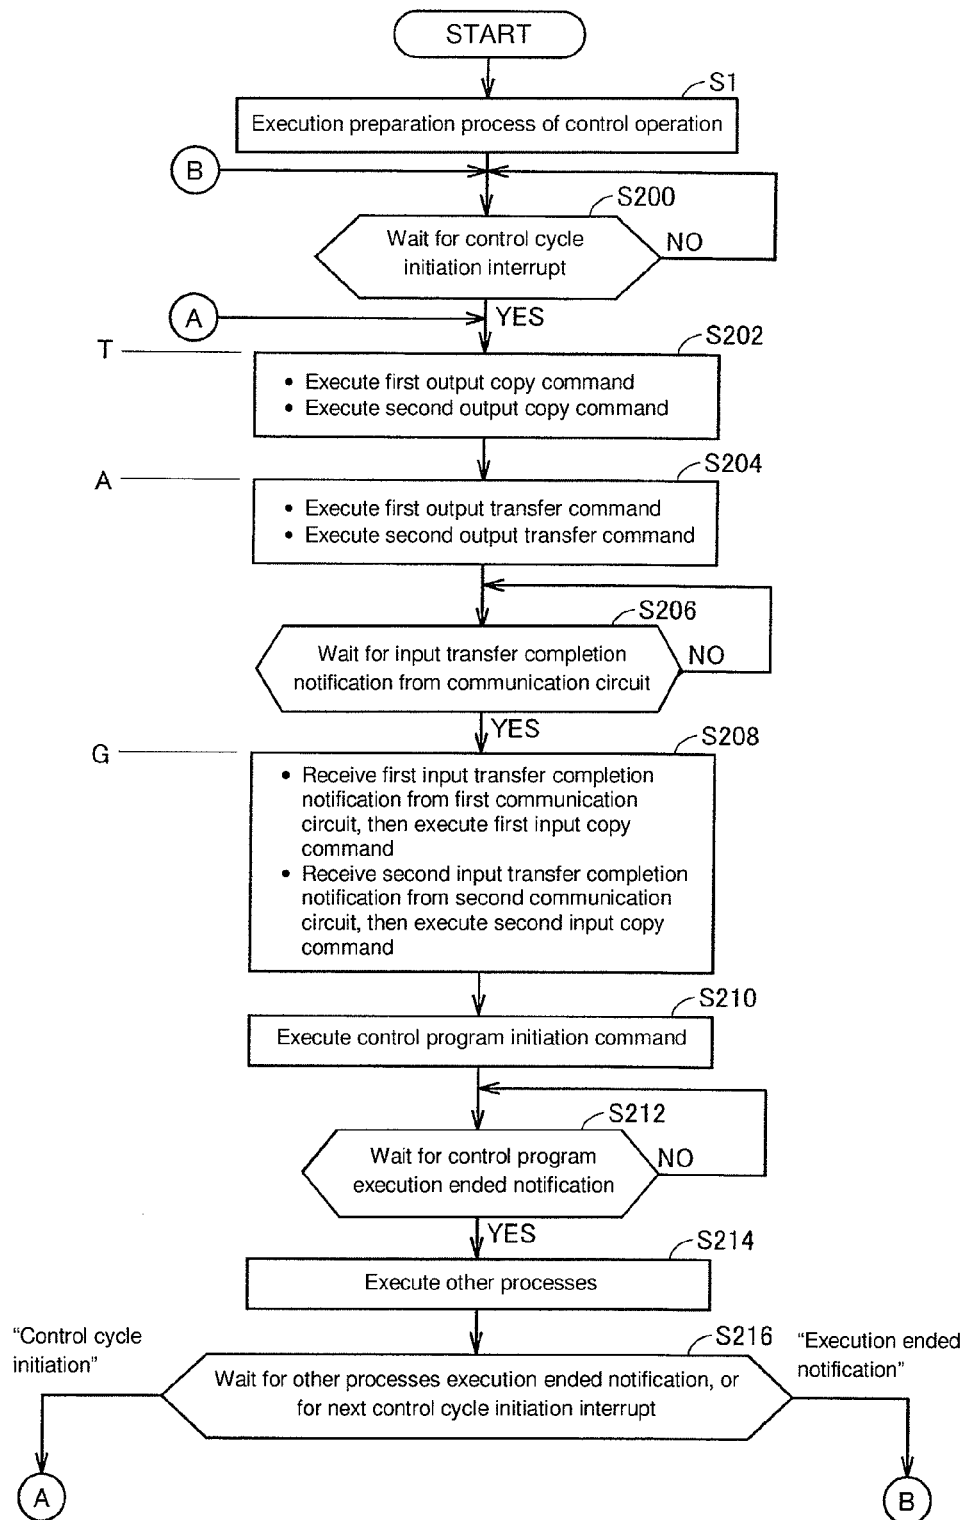 START
S1
Execution preparation process of control operation
B
S200
Wait for control cycle
initiation interrupt
NO
A
YES
S202
T
• Execute first output copy command
• Execute second output copy command
S204
A
• Execute first output transfer command
• Execute second output transfer command
S206
Wait for input transfer completion
notification from communication circuit
NO
YES
S208
G
• Receive first input transfer completion
notification from first communication
circuit, then execute first input copy
command
• Receive second input transfer completion
notification from second communication
circuit, then execute second input copy
command
S210
Execute control program initiation command
S212
Wait for control program
execution ended notification
NO
YES
S214
Execute other processes
S216
“Control cycle
initiation”
“Execution ended
notification”
Wait for other processes execution ended notification, or
for next control cycle initiation interrupt
A
B